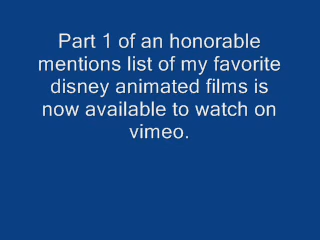 Part 1 of an honorable
mentions list of my favorite
disney animated films is
now available to watch on
vimeo.